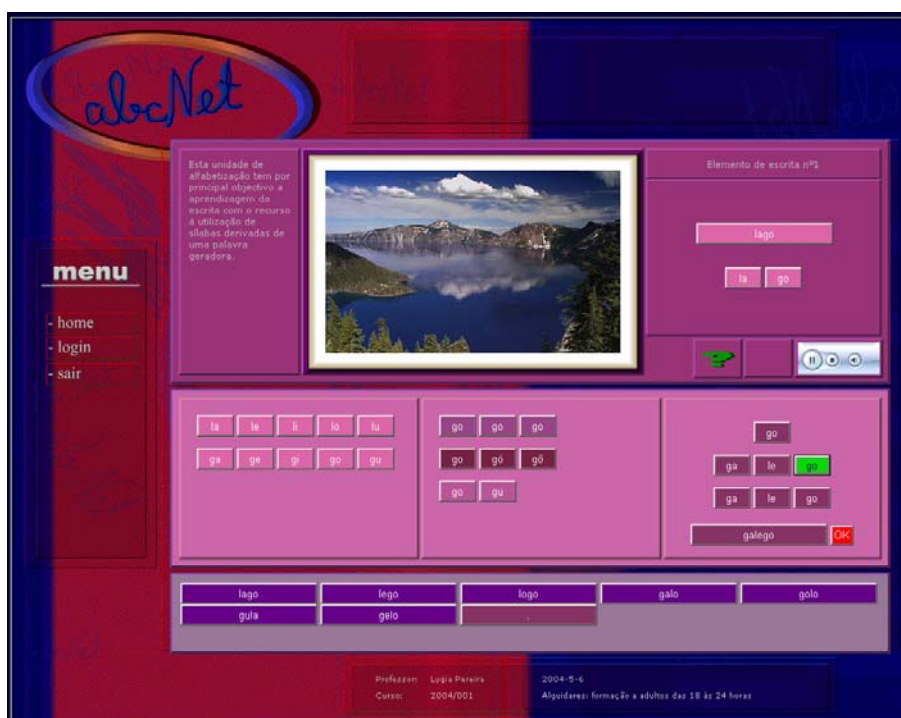 abcNet
Esta unidade de
alfabetização tem por
principal objectivo a
aprendizagem da
escrita com o recurso
á utilização de
sílabas derivadas de
uma palavra
geradora.
Elemento de escrita nº1
lago
la go
menu
- home
- login
- sair
la le li lo lu
ga ge gi go gu
go go go
go gó
go gu
go
ga le go
ga le go
galego OK
lago lego logo galo golo
gula gelo .
Professor: Lygia Pereira 2004-5-6
Curso: 2004/001 Alguidares: formação a adultos das 18 às 24 horas